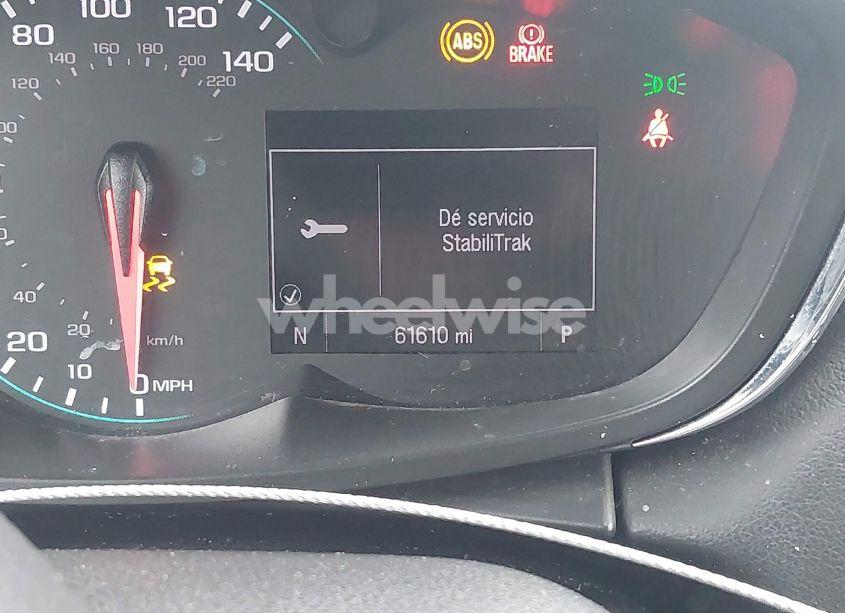 80 100 120 140
120 140 160 180 200 220
ABS
BRAKE
Dé servicio
StabiliTrak
wheelwise
40
20 km/h
N 61610 mi P
20 10 0 MPH